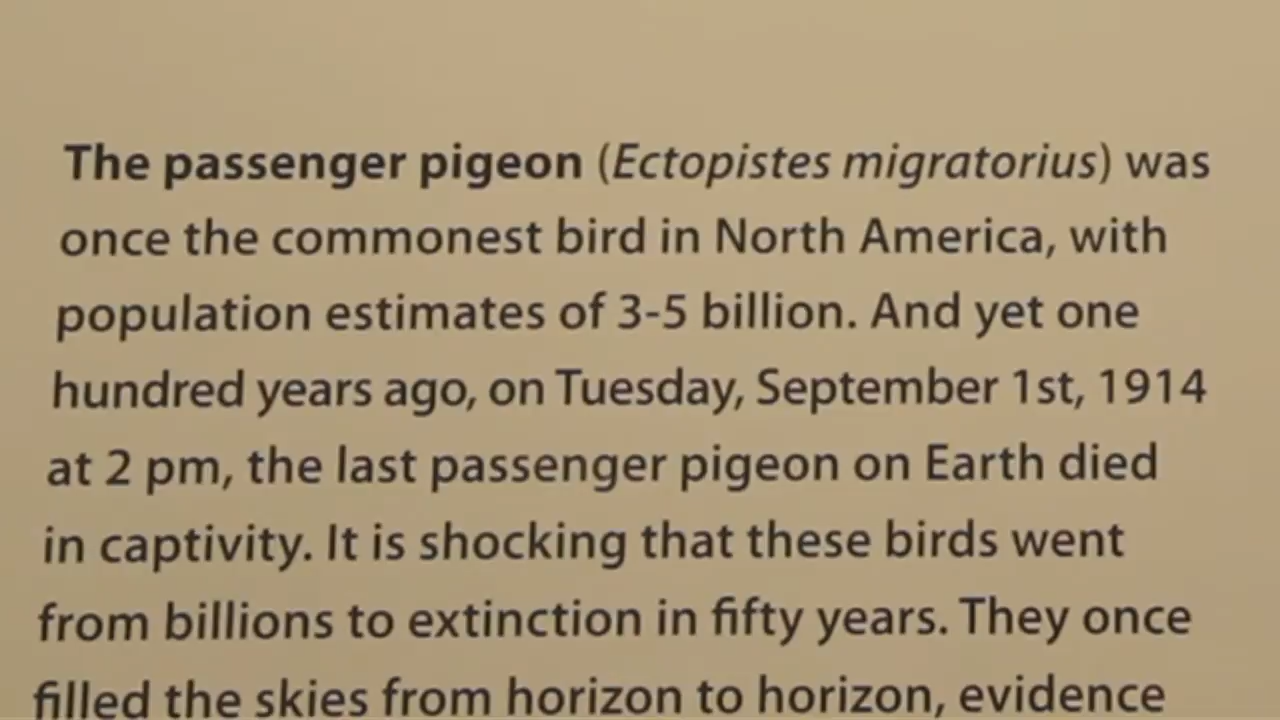 The passenger pigeon (Ectopistes migratorius) was
once the commonest bird in North America, with
population estimates of 3-5 billion. And yet one
hundred years ago, on Tuesday, September 1st, 1914
at 2 pm, the last passenger pigeon on Earth died
in captivity. It is shocking that these birds went
from billions to extinction in fifty years. They once
filled the skies from horizon to horizon, evidence